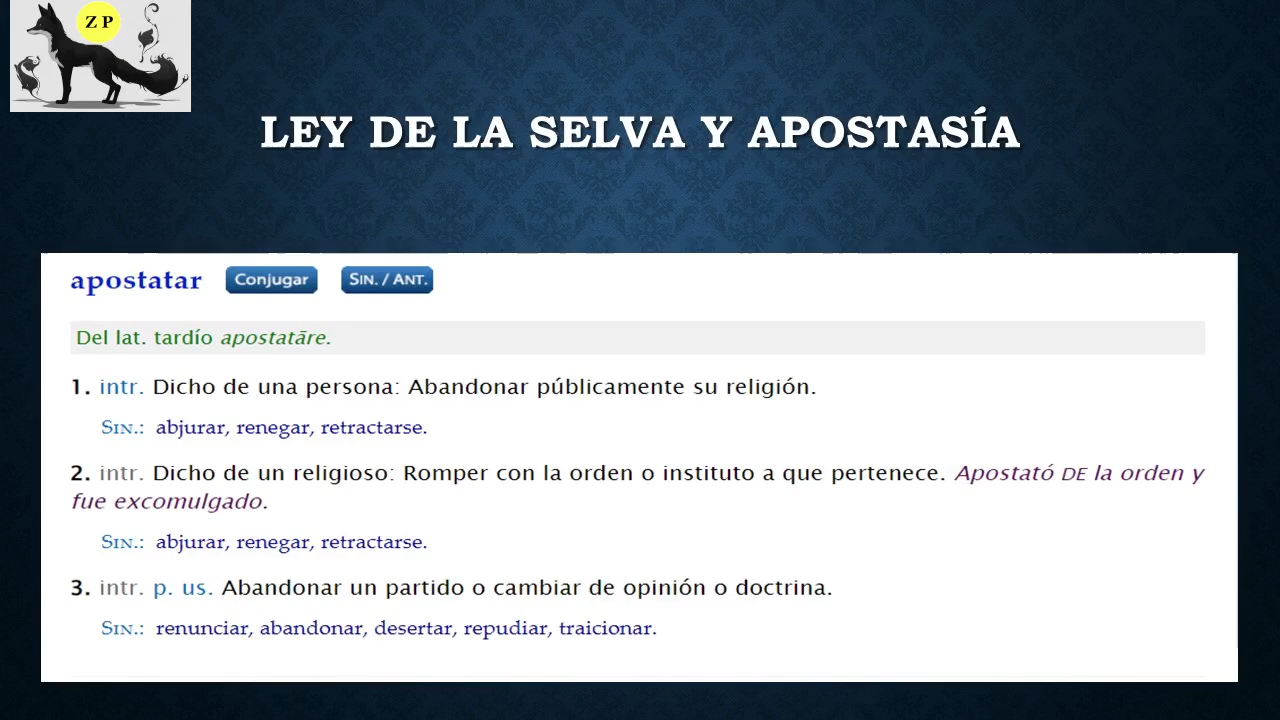 Z P
LEY DE LA SELVA Y APOSTASÍA
apostatar Conjugar SIN. / ANT.
Del lat. tardío apostatāre.
1. intr. Dicho de una persona: Abandonar públicamente su religión.
SIN.: abjurar, renegar, retractarse.
2. intr. Dicho de un religioso: Romper con la orden o instituto a que pertenece. Apostató DE la orden y
fue excomulgado.
SIN.: abjurar, renegar, retractarse.
3. intr. p. us. Abandonar un partido o cambiar de opinión o doctrina.
SIN.: renunciar, abandonar, desertar, repudiar, traicionar.